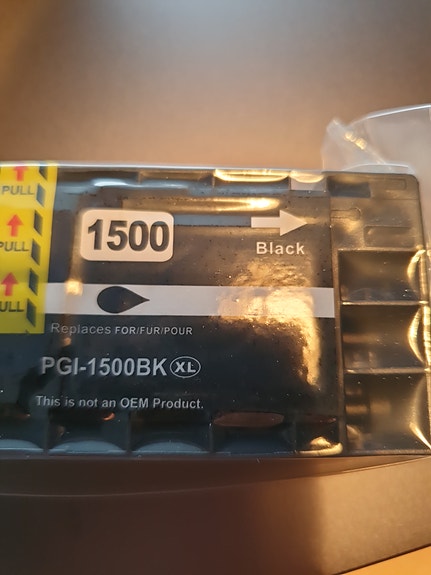 PULL
PULL
PULL
1500
Black
Replaces FOR/FUR/POUR
PGI-1500BK XL
This is not an OEM Product.